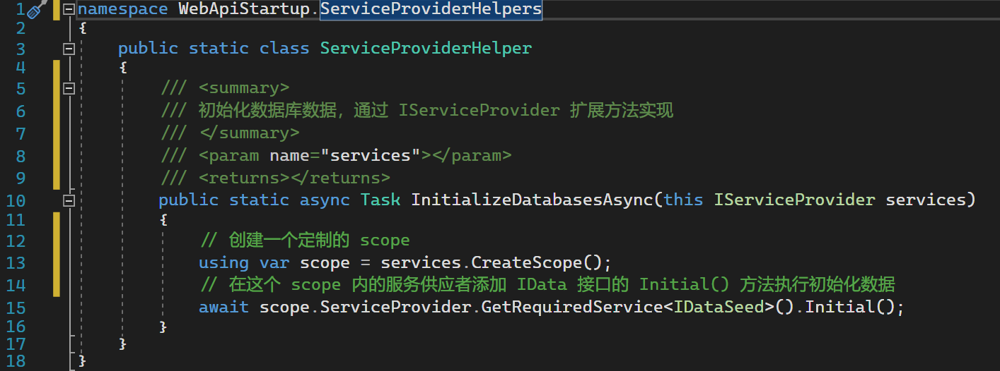 1 namespace WebApiStartup.ServiceProviderHelpers
2 {
3 public static class ServiceProviderHelper
4 {
5 /// <summary>
6 /// 初始化数据库数据，通过 IServiceProvider 扩展方法实现
7 /// </summary>
8 /// <param name="services"></param>
9 /// <returns></returns>
10 public static async Task InitializeDatabasesAsync(this IServiceProvider services)
11 {
12 // 创建一个定制的 scope
13 using var scope = services.CreateScope();
14 // 在这个 scope 内的服务供应者添加 IData 接口的 Initial() 方法执行初始化数据
15 await scope.ServiceProvider.GetRequiredService<IDataSeed>().Initial();
16 }
17 }
18 }